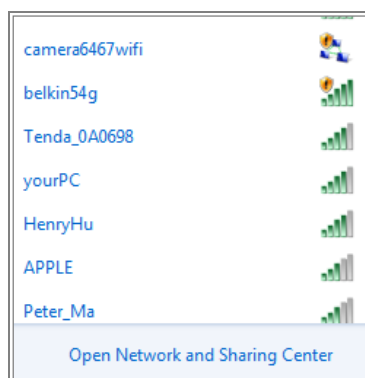 camera6467wifi
belkin54g
Tenda_0A0698
yourPC
HenryHu
APPLE
Peter_Ma
Open Network and Sharing Center